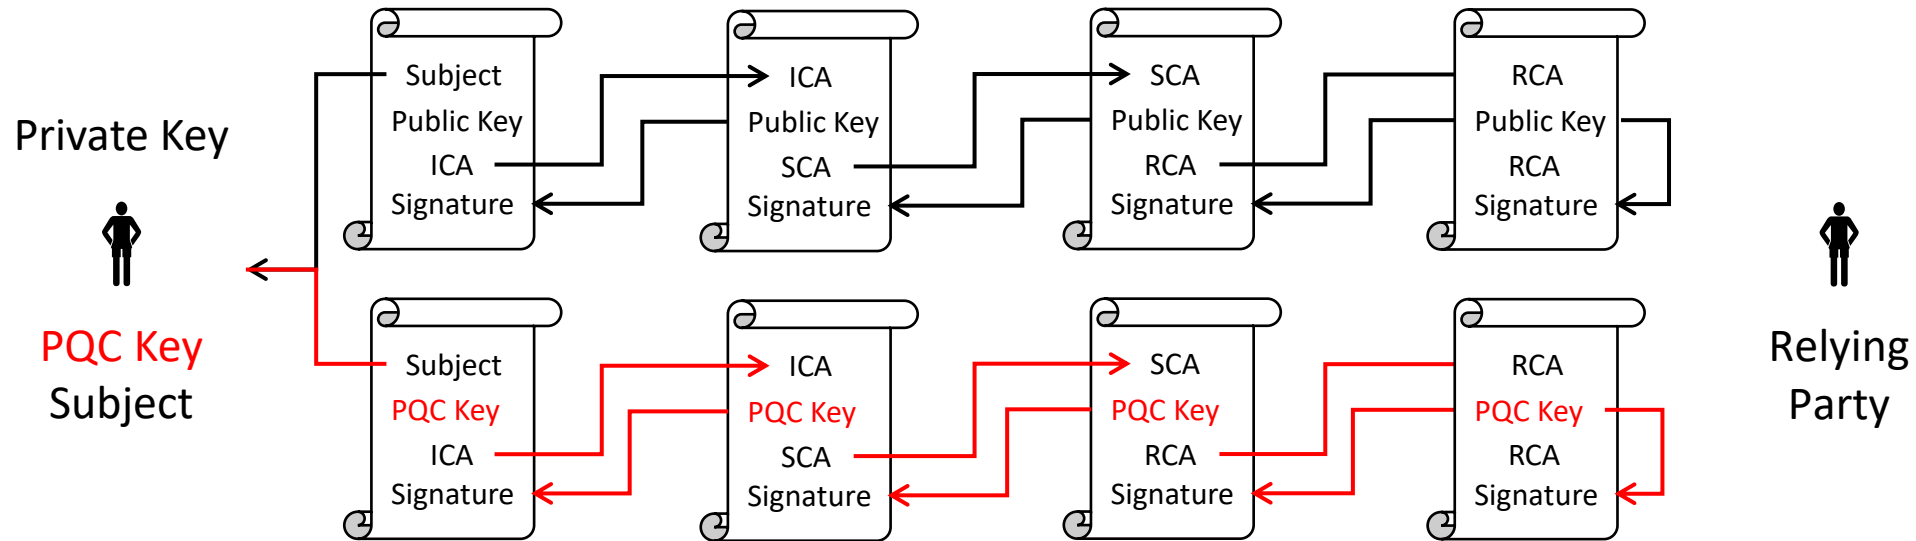 Private Key
PQC Key
Subject
Subject
Public Key
ICA
Signature
ICA
Public Key
SCA
Signature
SCA
Public Key
RCA
Signature
RCA
Public Key
RCA
Signature
Subject
PQC Key
ICA
Signature
ICA
PQC Key
SCA
Signature
SCA
PQC Key
RCA
Signature
RCA
PQC Key
RCA
Signature
Relying
Party